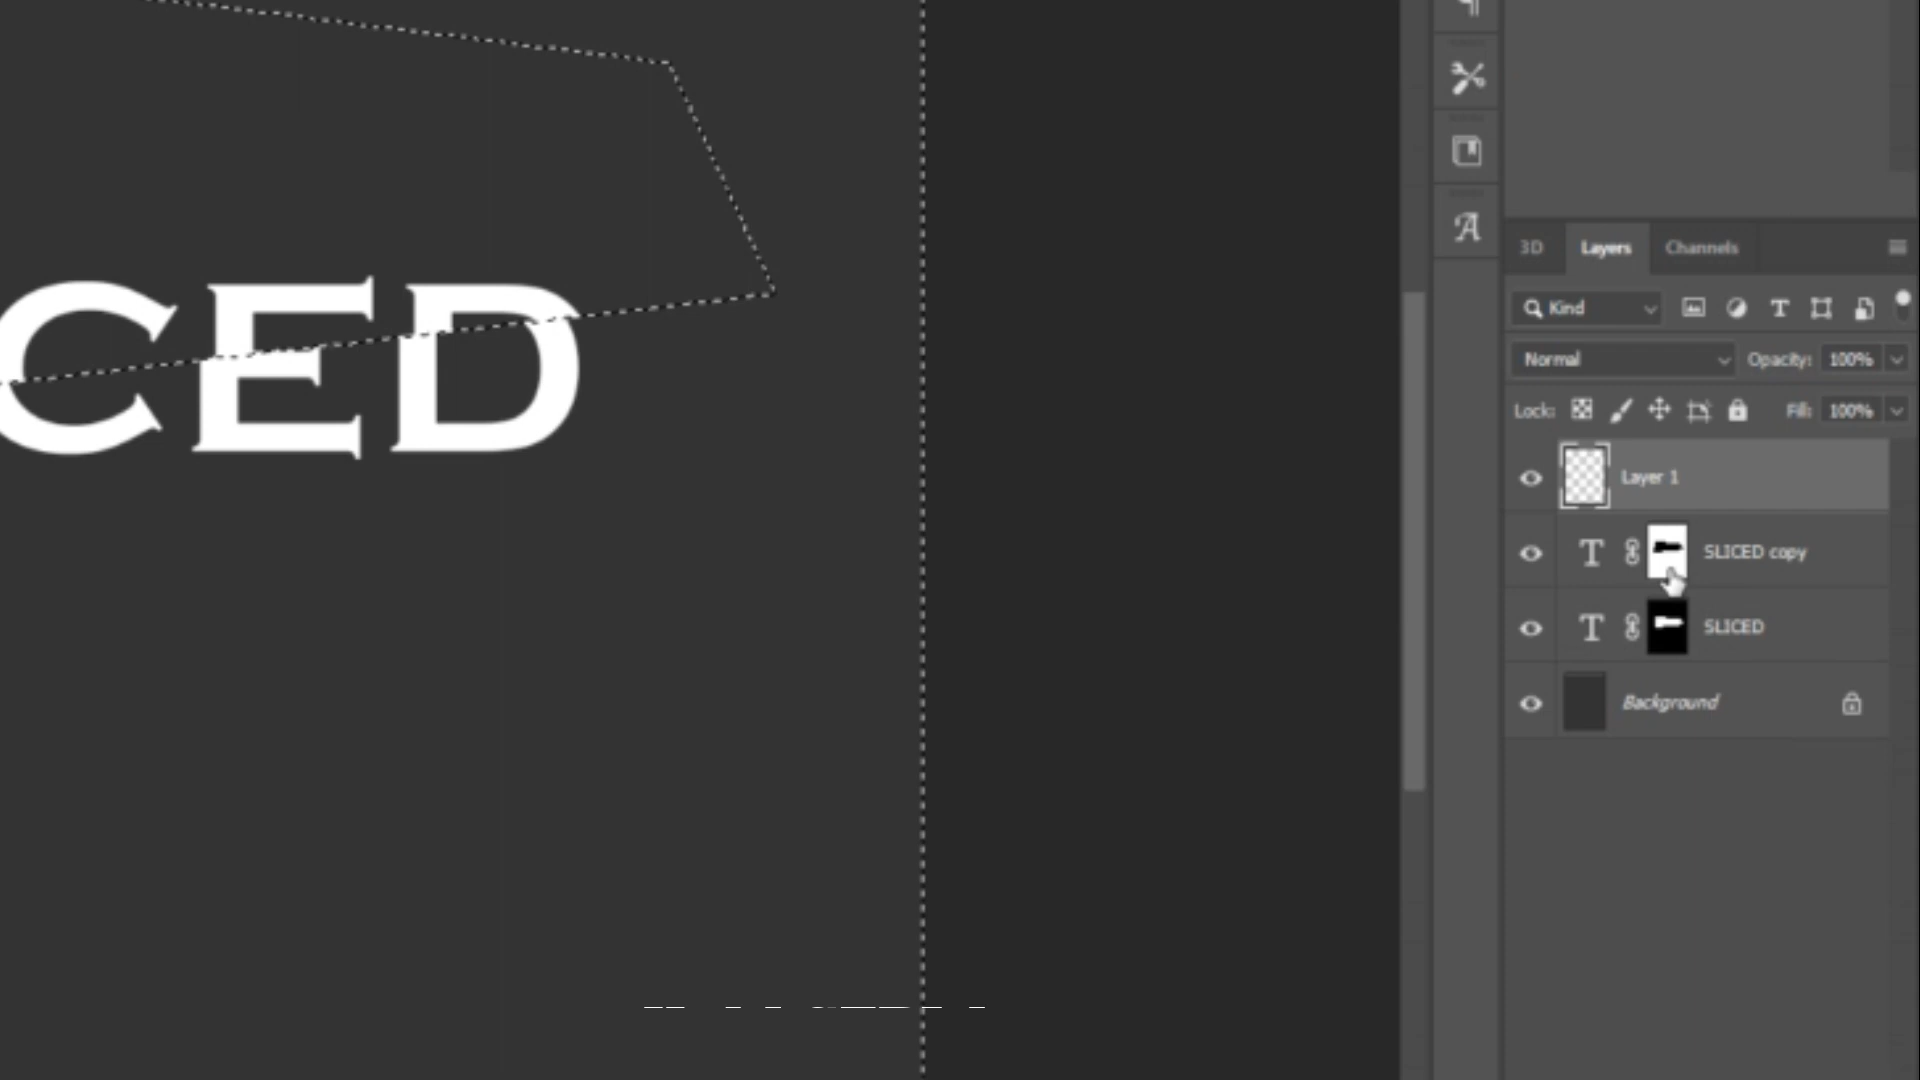 CED
3D Layers Channels
Kind
Normal Opacity: 100%
Lock: Fill: 100%
Layer 1
T SLICED copy
T SLICED
Background